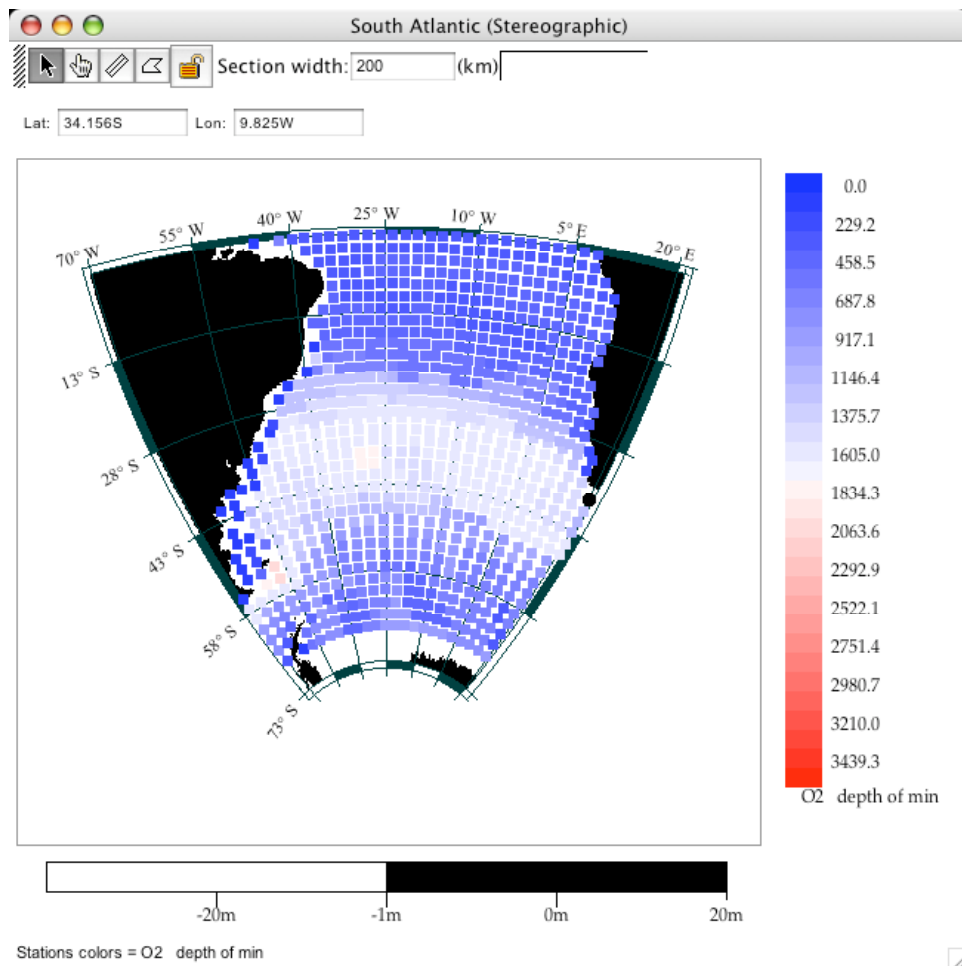 South Atlantic (Stereographic)
Section width: 200 (km)
Lat: 34.156S Lon: 9.825W
70° W 55° W 40° W 25° W 10° W 5° E 20° E
13° S
28° S
43° S
58° S
73° S
0.0
229.2
458.5
687.8
917.1
1146.4
1375.7
1605.0
1834.3
2063.6
2292.9
2522.1
2751.4
2980.7
3210.0
3439.3
O2 depth of min
-20m -1m 0m 20m
Stations colors = O2 depth of min